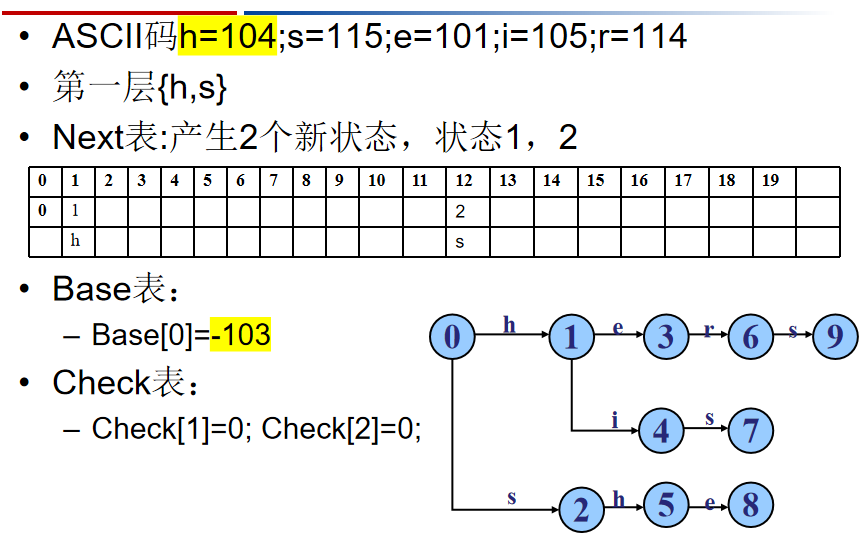 • ASCII码h=104;s=115;e=101;i=105;r=114
• 第一层{h,s}
• Next表:产生2个新状态，状态1，2
0 1 2 3 4 5 6 7 8 9 10 11 12 13 14 15 16 17 18 19
0 1 2
h s
• Base表：
– Base[0]=-103
• Check表：
– Check[1]=0; Check[2]=0;
0 h 1 e 3 r 6 s 9
i 4 s 7
s 2 h 5 e 8